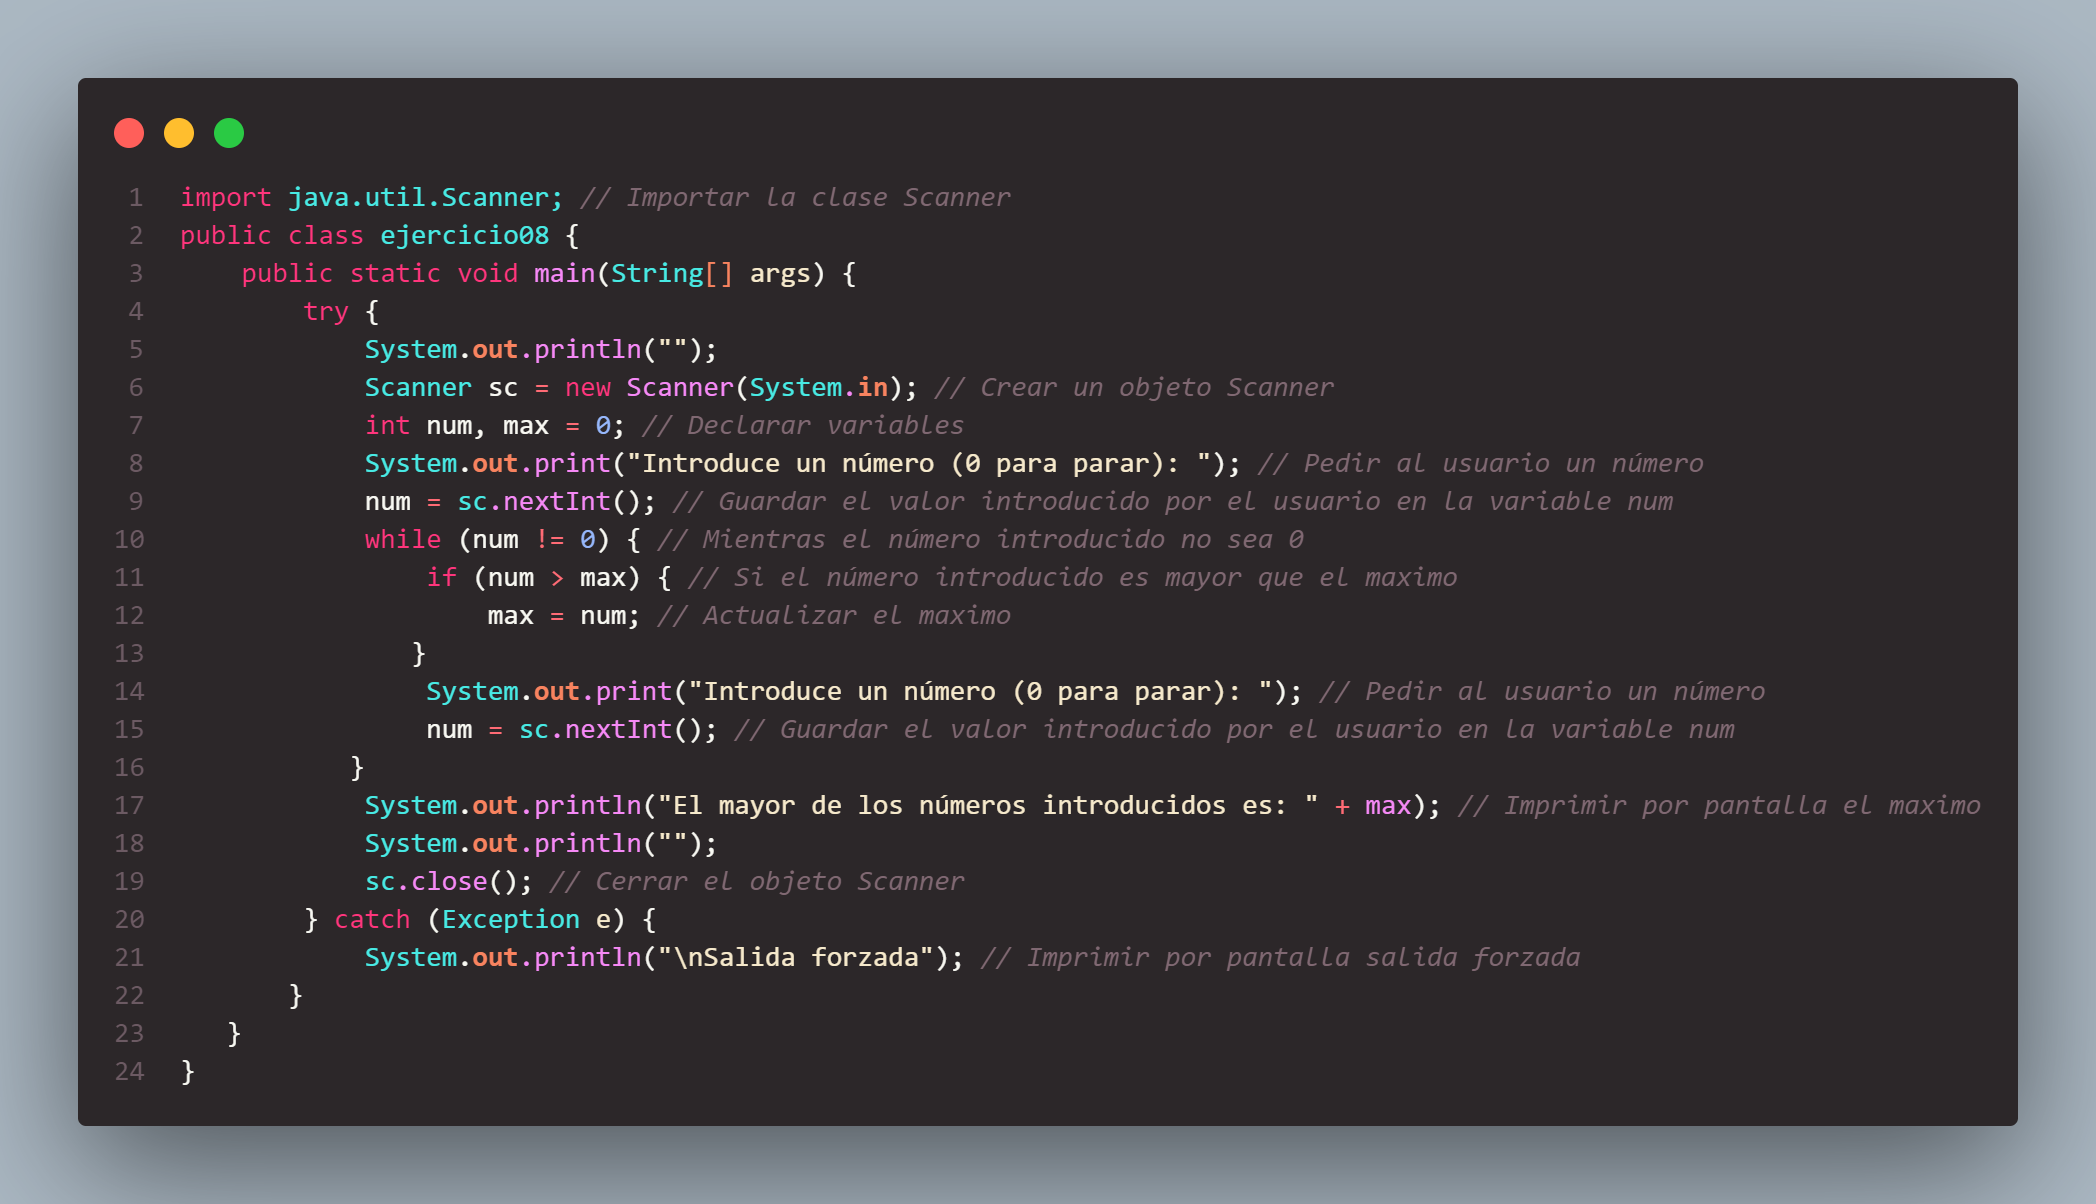 1 import java.util.Scanner; // Importar la clase Scanner
2 public class ejercicio08 {
3     public static void main(String[] args) {
4         try {
5             System.out.println("");
6             Scanner sc = new Scanner(System.in); // Crear un objeto Scanner
7             int num, max = 0; // Declarar variables
8             System.out.print("Introduce un número (0 para parar): "); // Pedir al usuario un número
9             num = sc.nextInt(); // Guardar el valor introducido por el usuario en la variable num
10             while (num != 0) { // Mientras el número introducido no sea 0
11                 if (num > max) { // Si el número introducido es mayor que el maximo
12                     max = num; // Actualizar el maximo
13                }
14                 System.out.print("Introduce un número (0 para parar): "); // Pedir al usuario un número
15                 num = sc.nextInt(); // Guardar el valor introducido por el usuario en la variable num
16            }
17             System.out.println("El mayor de los números introducidos es: " + max); // Imprimir por pantalla el maximo
18             System.out.println("");
19             sc.close(); // Cerrar el objeto Scanner
20         } catch (Exception e) {
21             System.out.println("\nSalida forzada"); // Imprimir por pantalla salida forzada
22        }
23    }
24 }